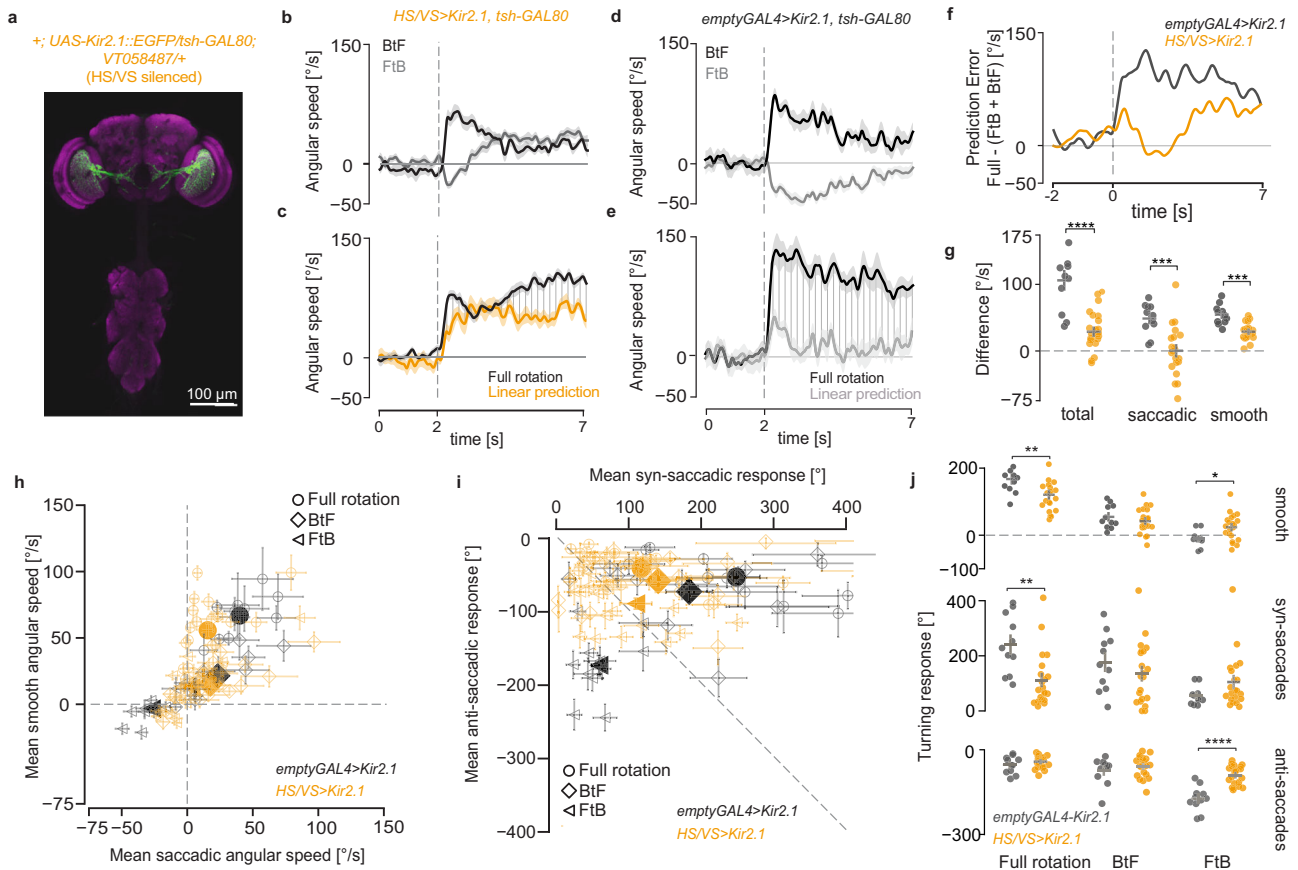 a
+; UAS-Kir2.1::EGFP/tsh-GAL80;
VT058487/+
(HS/VS silenced)
100 µm
b
HS/VS>Kir2.1, tsh-GAL80
BtF
FtB
Angular speed [°/s]
150
0
−50
c
Angular speed [°/s]
150
0
−50
Full rotation
Linear prediction
0
2
7
time [s]
d
emptyGAL4>Kir2.1, tsh-GAL80
BtF
FtB
Angular speed [°/s]
150
0
−50
e
Angular speed [°/s]
150
0
−50
Full rotation
Linear prediction
0
2
7
time [s]
f
emptyGAL4>Kir2.1
HS/VS>Kir2.1
Prediction Error
Full - (FtB + BtF) [°/s]
150
0
−50
-2
0
7
time [s]
g
Difference [°/s]
175
100
0
−75
****
***
***
total
saccadic
smooth
h
Mean smooth angular speed [°/s]
150
100
50
0
−75
Full rotation
BtF
FtB
emptyGAL4>Kir2.1
HS/VS>Kir2.1
−75
−50
0
50
100
150
Mean saccadic angular speed [°/s]
i
Mean syn-saccadic response [°]
0
100
200
300
400
Mean anti-saccadic response [°]
0
−100
−200
−300
−400
Full rotation
BtF
FtB
emptyGAL4>Kir2.1
HS/VS>Kir2.1
j
Turning response [°]
200
0
−100
**
*
smooth
400
200
0
**
syn-saccades
0
−300
****
anti-saccades
emptyGAL4-Kir2.1
HS/VS>Kir2.1
Full rotation
BtF
FtB